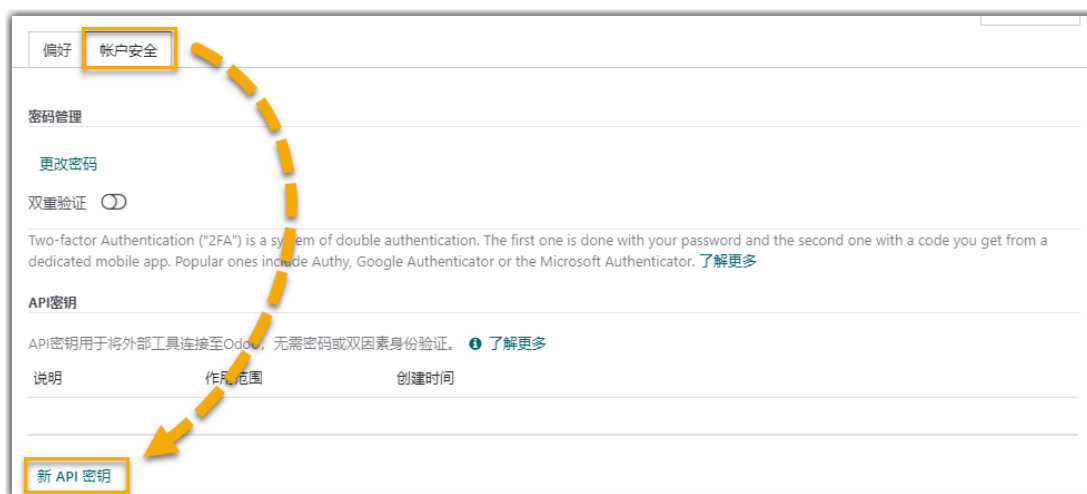 偏好 帐户安全
密码管理
更改密码
双重验证
Two-factor Authentication ("2FA") is a system of double authentication. The first one is done with your password and the second one with a code you get from a
dedicated mobile app. Popular ones include Authy, Google Authenticator or the Microsoft Authenticator. 了解更多
API密钥
API密钥用于将外部工具连接至Odoo，无需密码或双因素身份验证。 了解更多
说明 作用范围 创建时间
新 API 密钥